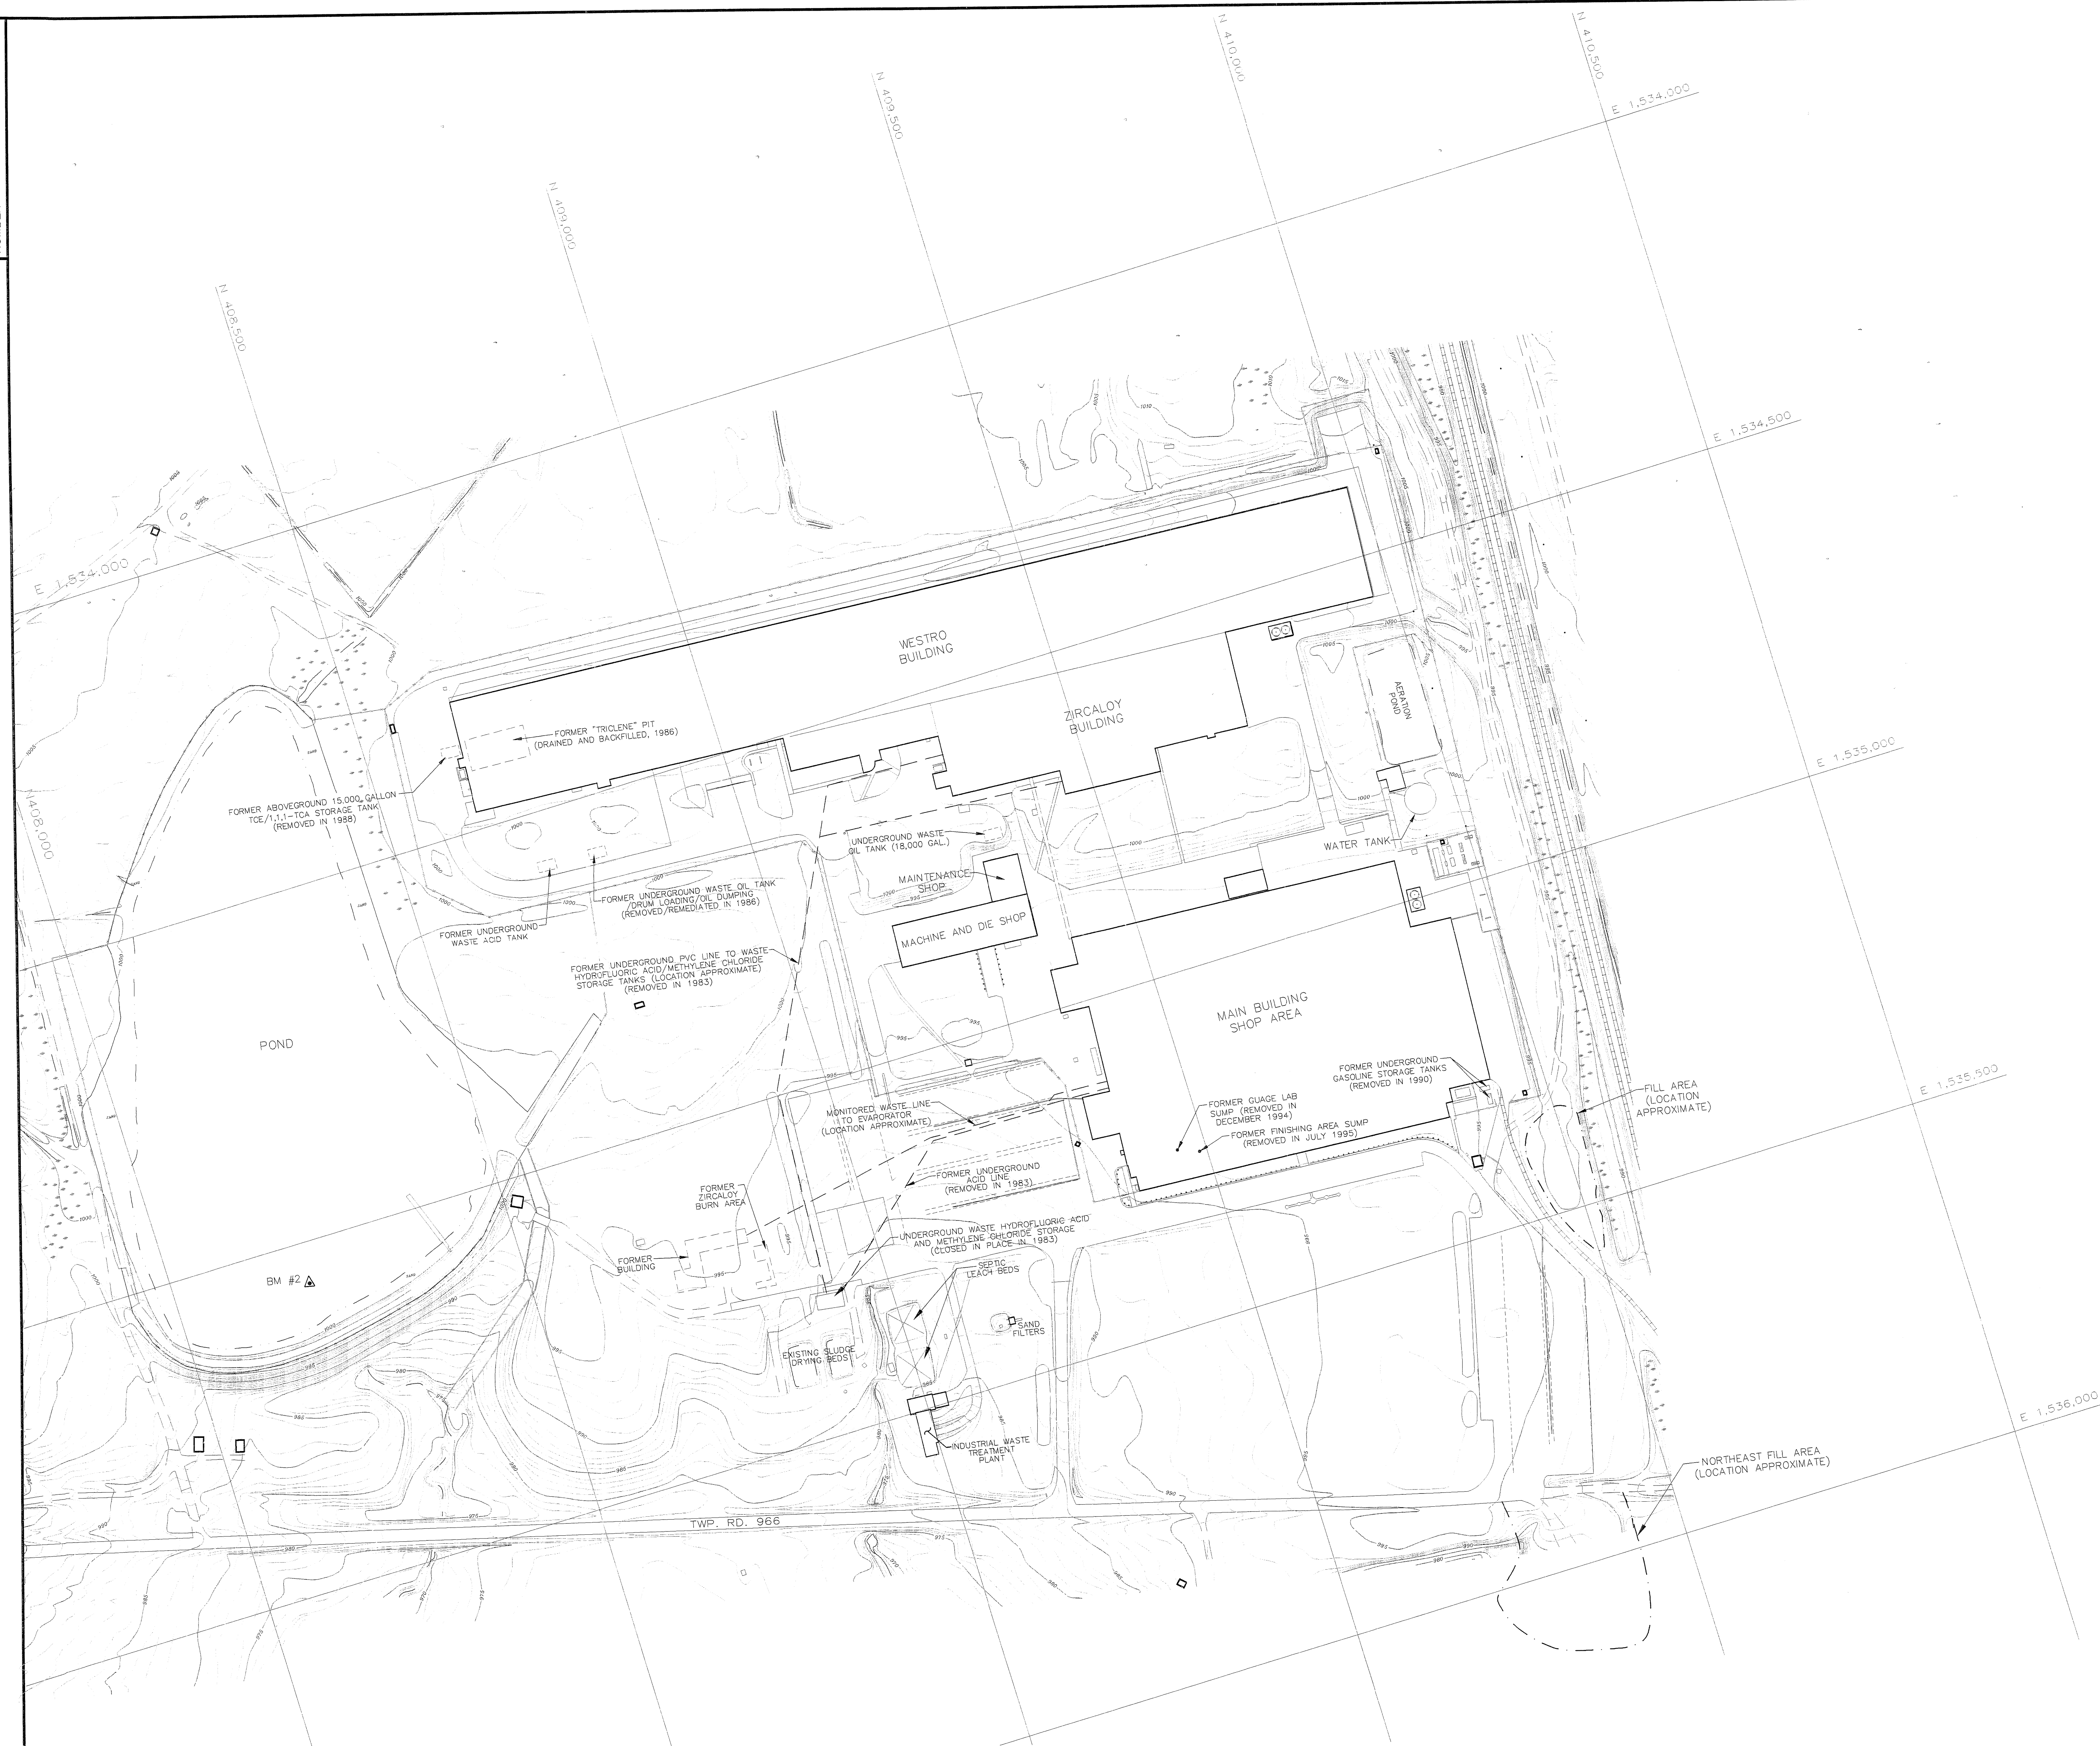 N 410,000
N 410,500
N 409,500
E 1,534,000
N 409,000
N 408,500
E 1,534,500
E 1,534,000
WESTRO
BUILDING
ZIRCALOY
BUILDING
AERATION
POND
FORMER "TRICLENE" PIT
(DRAINED AND BACKFILLED, 1986)
E 1,535,000
FORMER ABOVEGROUND 15,000 GALLON
TCE/1,1,1-TCA STORAGE TANK
(REMOVED IN 1988)
N408,000
UNDERGROUND WASTE
OIL TANK (18,000 GAL.)
WATER TANK
MAINTENANCE
SHOP
FORMER UNDERGROUND WASTE OIL TANK
/DRUM LOADING/OIL DUMPING
(REMOVED/REMEDIATED IN 1986)
FORMER UNDERGROUND
WASTE ACID TANK
MACHINE AND DIE SHOP
FORMER UNDERGROUND PVC LINE TO WASTE
HYDROFLUORIC ACID/METHYLENE CHLORIDE
STORAGE TANKS (LOCATION APPROXIMATE)
(REMOVED IN 1983)
MAIN BUILDING
SHOP AREA
POND
FORMER UNDERGROUND
GASOLINE STORAGE TANKS
(REMOVED IN 1990)
E 1,535,500
FILL AREA
(LOCATION
APPROXIMATE)
MONITORED WASTE LINE
TO EVAPORATOR
(LOCATION APPROXIMATE)
FORMER GUAGE LAB
SUMP (REMOVED IN
DECEMBER 1994)
FORMER FINISHING AREA SUMP
(REMOVED IN JULY 1995)
FORMER UNDERGROUND
ACID LINE
(REMOVED IN 1983)
FORMER
ZIRCALOY
BURN AREA
UNDERGROUND WASTE HYDROFLUORIC ACID
AND METHYLENE CHLORIDE STORAGE
(CLOSED IN PLACE IN 1983)
FORMER
BUILDING
BM #2
SEPTIC
LEACH BEDS
SAND
FILTERS
EXISTING SLUDGE
DRYING BEDS
E 1,536,000
INDUSTRIAL WASTE
TREATMENT
PLANT
NORTHEAST FILL AREA
(LOCATION APPROXIMATE)
TWP. RD. 966